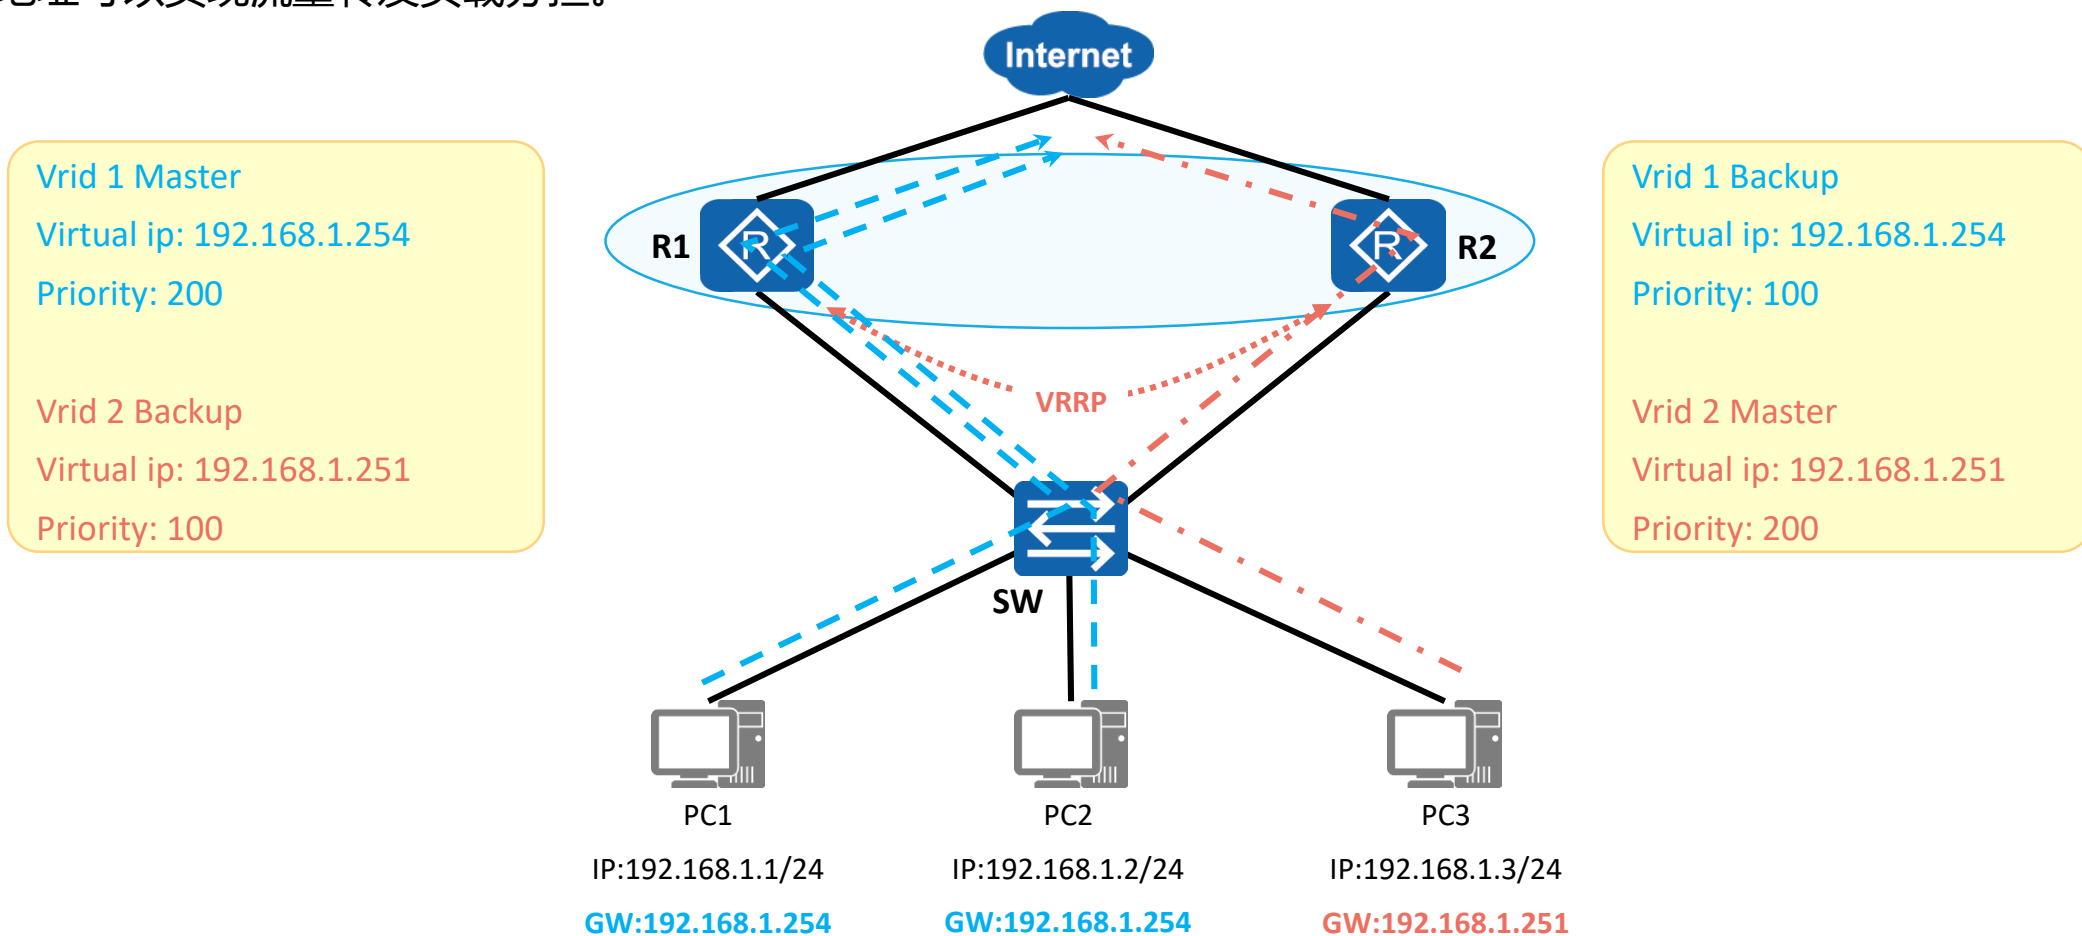 Internet
Vrid 1 Master
Virtual ip: 192.168.1.254
Priority: 200
Vrid 2 Backup
Virtual ip: 192.168.1.251
Priority: 100
R1
R2
VRRP
SW
Vrid 1 Backup
Virtual ip: 192.168.1.254
Priority: 100
Vrid 2 Master
Virtual ip: 192.168.1.251
Priority: 200
PC1
IP:192.168.1.1/24
GW:192.168.1.254
PC2
IP:192.168.1.2/24
GW:192.168.1.254
PC3
IP:192.168.1.3/24
GW:192.168.1.251